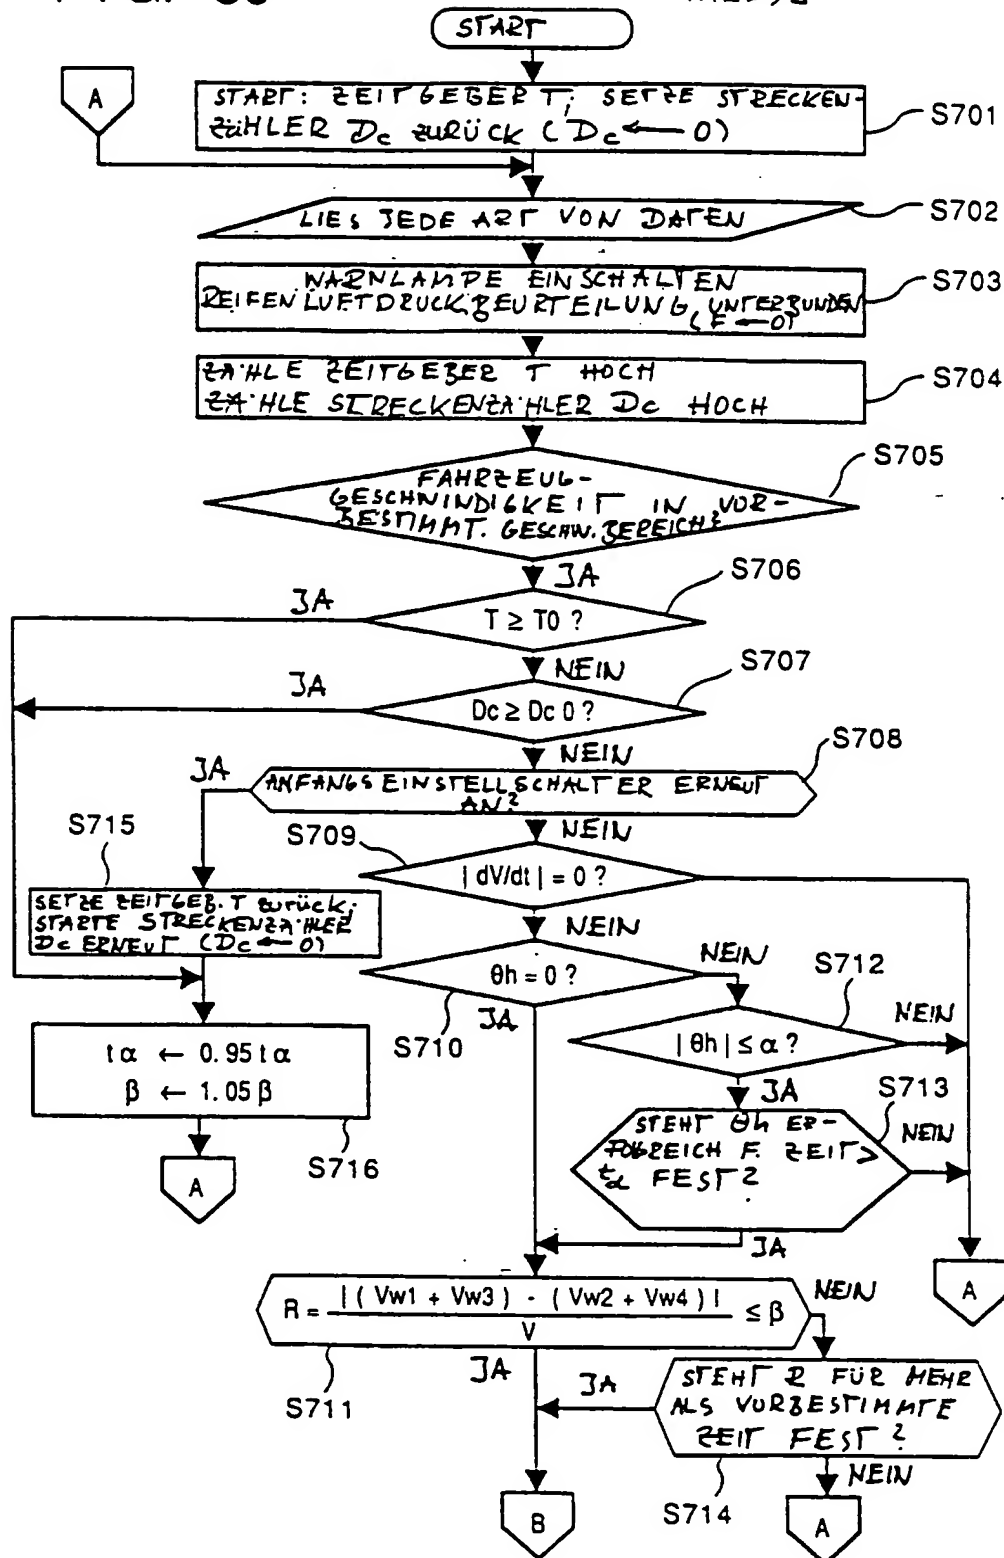 START
A
START: ZEITGEBER T; SETZE STRECKEN-
ZÄHLER Dc ZURÜCK (Dc ← 0)
S701
LIES JEDE ART VON DATEN
S702
WARNLAMPE EINSCHALTEN
REIFENLUFTDRUCKBEURTEILUNG UNTERBUNDEN
(F ← 0)
S703
ZÄHLE ZEITGEBER T HOCH
ZÄHLE STRECKENZÄHLER Dc HOCH
S704
S705
FAHRZEUG-
GESCHWINDIGKEIT IN VOR-
BESTIMMT. GESCHW. BEREICH?
JA
S706
JA
T ≥ T0 ?
NEIN
S707
JA
Dc ≥ Dc 0 ?
NEIN
S708
JA
ANFANGSEINSTELLSCHALTER ERNEUT
AN?
S715
S709
NEIN
| dV/dt | = 0 ?
SETZE ZEITGEB. T ZURÜCK;
STARTE STRECKENZÄHLER
Dc ERNEUT (Dc ← 0)
NEIN
θh = 0 ?
NEIN
S712
S710
JA
| θh | ≤ α ?
NEIN
t α ← 0.95 t α
β ← 1.05 β
JA
S713
S716
STEHT θh ER-
FOLGREICH F. ZEIT >
tα FEST?
NEIN
A
JA
A
R = | ( Vw1 + Vw3 ) - ( Vw2 + Vw4 ) | / V ≤ β
NEIN
S711
JA
JA
STEHT R FÜR MEHR
ALS VORBESTIMMTE
ZEIT FEST?
S714
NEIN
B
A